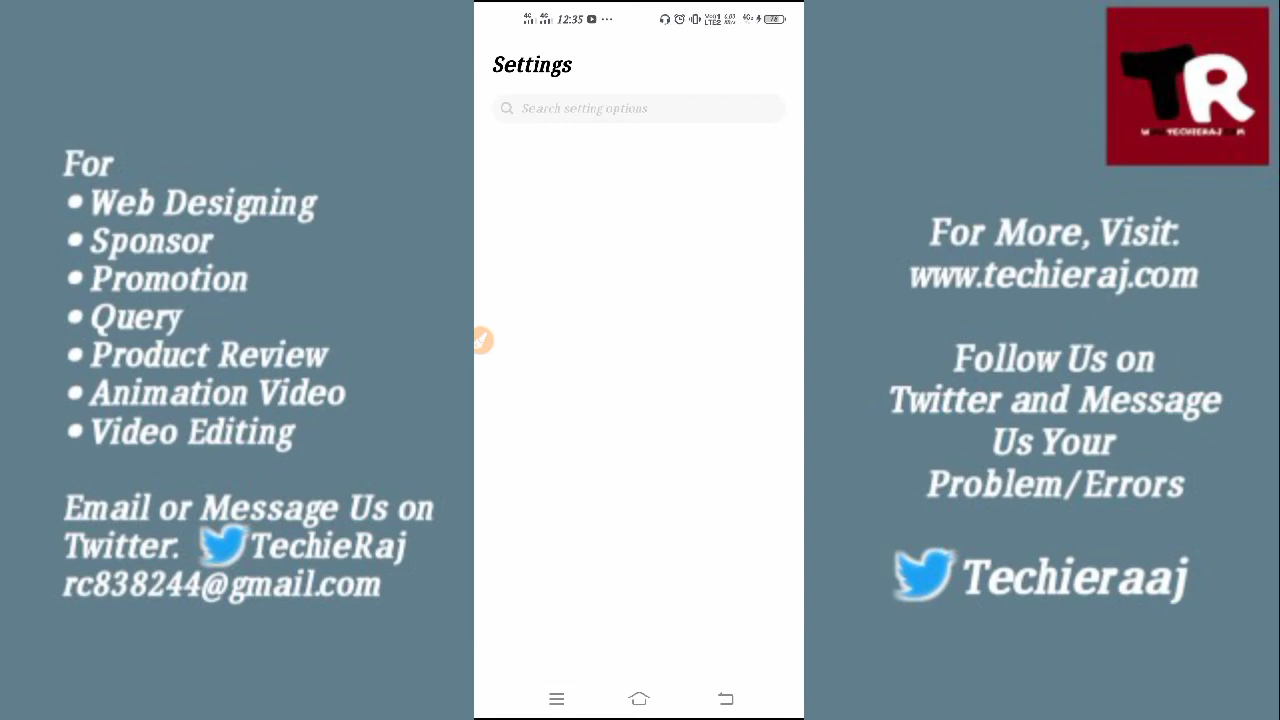 12:35
Settings
Search setting options
For
• Web Designing
• Sponsor
• Promotion
• Query
• Product Review
• Animation Video
• Video Editing
Email or Message Us on
Twitter. TechieRaj
rc838244@gmail.com
TR
For More, Visit:
www.techieraj.com
Follow Us on
Twitter and Message
Us Your
Problem/Errors
Techieraaj